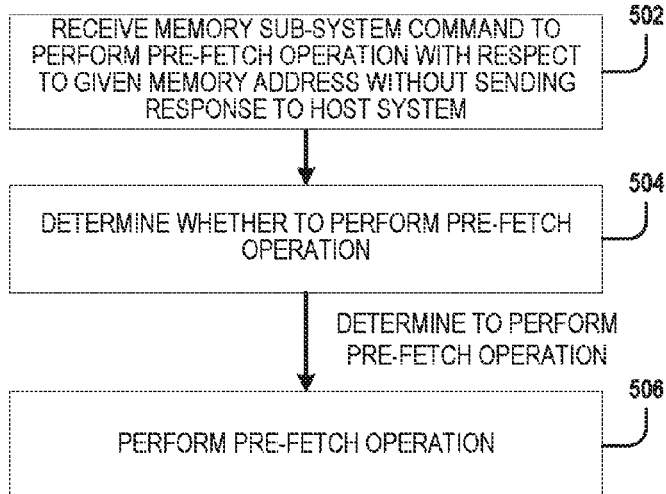 502
RECEIVE MEMORY SUB-SYSTEM COMMAND TO
PERFORM PRE-FETCH OPERATION WITH RESPECT
TO GIVEN MEMORY ADDRESS WITHOUT SENDING
RESPONSE TO HOST SYSTEM
504
DETERMINE WHETHER TO PERFORM PRE-FETCH
OPERATION
DETERMINE TO PERFORM
PRE-FETCH OPERATION
506
PERFORM PRE-FETCH OPERATION